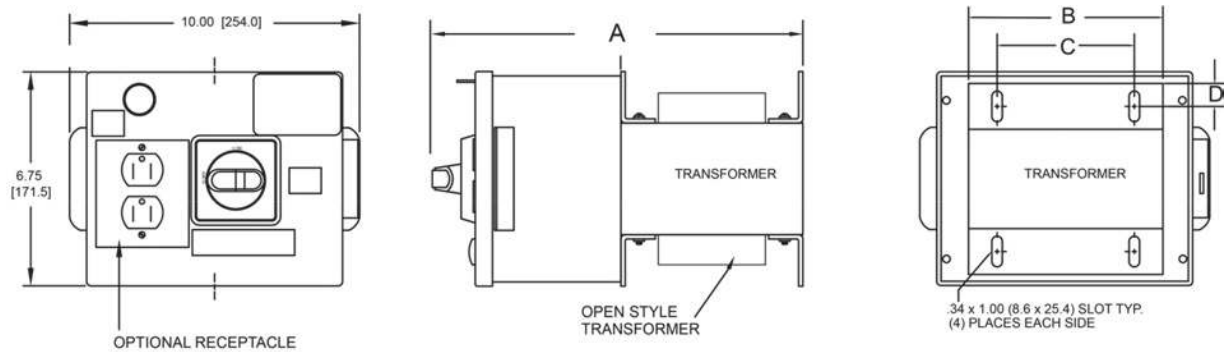 10.00 [254.0]
6.75
[171.5]
OPTIONAL RECEPTACLE
A
TRANSFORMER
OPEN STYLE
TRANSFORMER
B
C
D
TRANSFORMER
.34 x 1.00 (8.6 x 25.4) SLOT TYP.
(4) PLACES EACH SIDE